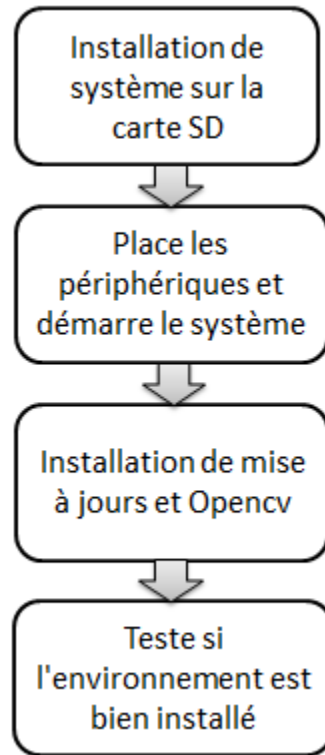 Installation de
système sur la
carte SD
Place les
périphériques et
démarre le système
Installation de mise
à jours et Opencv
Teste si
l'environnement est
bien installé